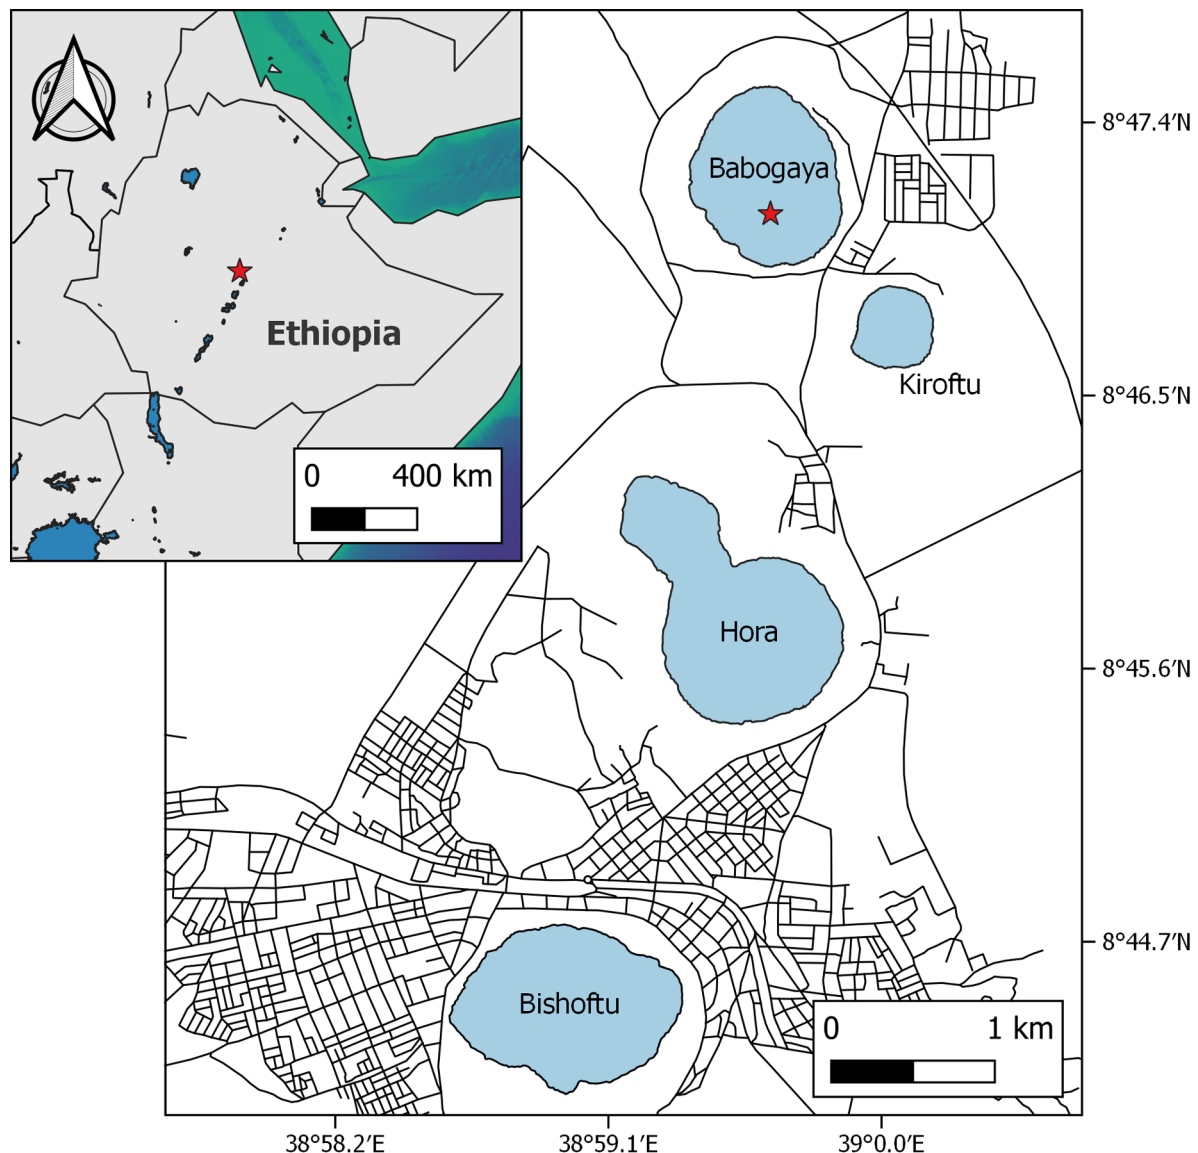 Ethiopia
0 400 km
Babogaya
Kiroftu
Hora
Bishoftu
0 1 km
8°47.4′N
8°46.5′N
8°45.6′N
8°44.7′N
38°58.2′E
38°59.1′E
39°0.0′E